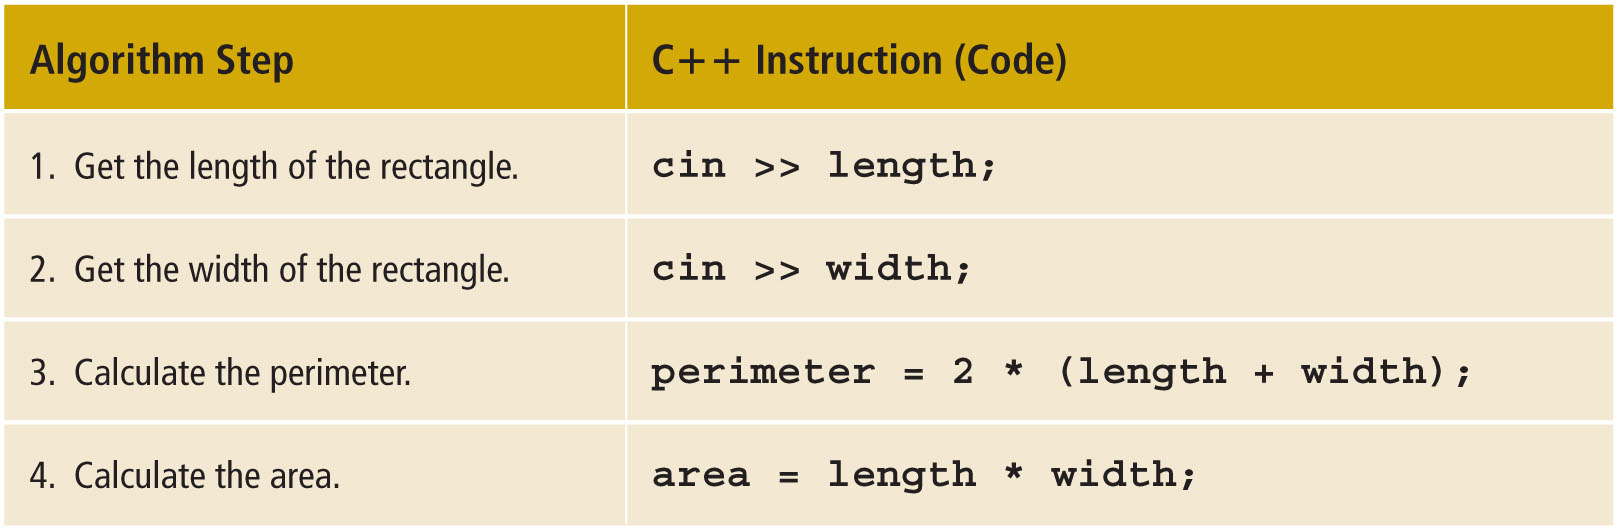 Algorithm Step C++ Instruction (Code)
1. Get the length of the rectangle. cin >> length;
2. Get the width of the rectangle. cin >> width;
3. Calculate the perimeter. perimeter = 2 * (length + width);
4. Calculate the area. area = length * width;